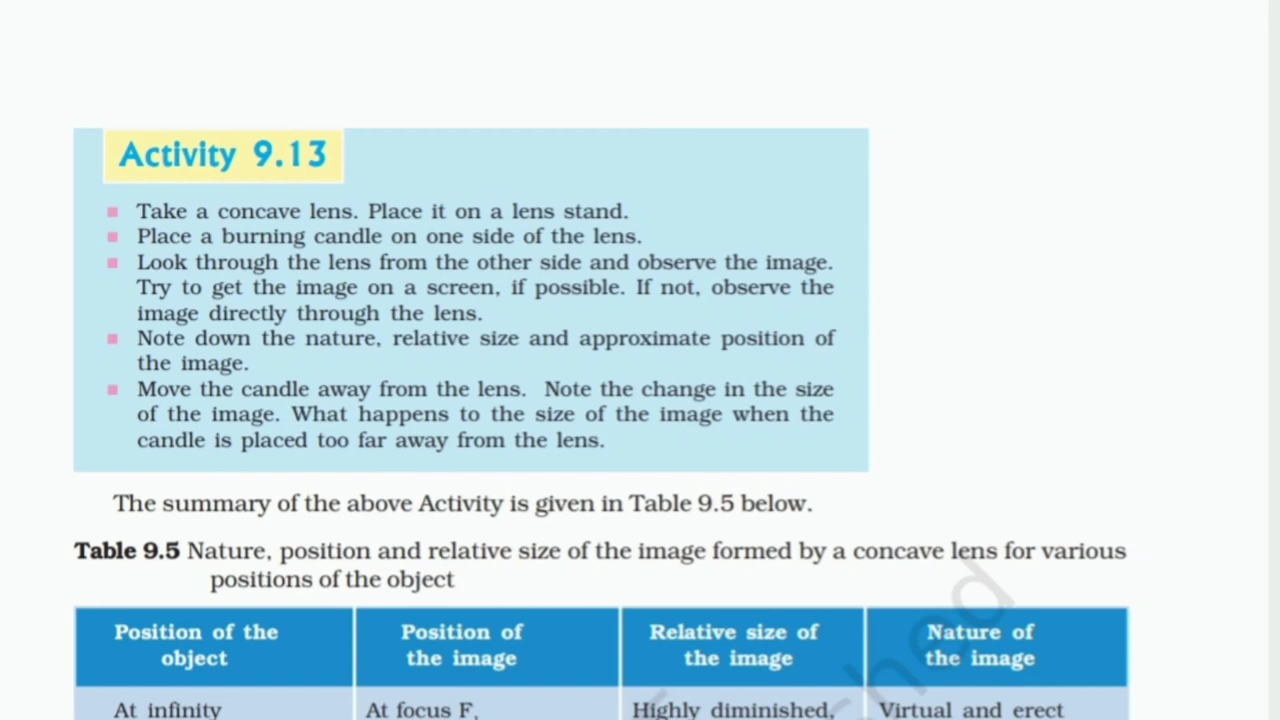 Activity 9.13
Take a concave lens. Place it on a lens stand.
Place a burning candle on one side of the lens.
Look through the lens from the other side and observe the image.
Try to get the image on a screen, if possible. If not, observe the
image directly through the lens.
Note down the nature, relative size and approximate position of
the image.
Move the candle away from the lens. Note the change in the size
of the image. What happens to the size of the image when the
candle is placed too far away from the lens.
The summary of the above Activity is given in Table 9.5 below.
Table 9.5 Nature, position and relative size of the image formed by a concave lens for various
positions of the object
Position of the object
Position of the image
Relative size of the image
Nature of the image
At infinity
At focus F
Highly diminished,
Virtual and erect